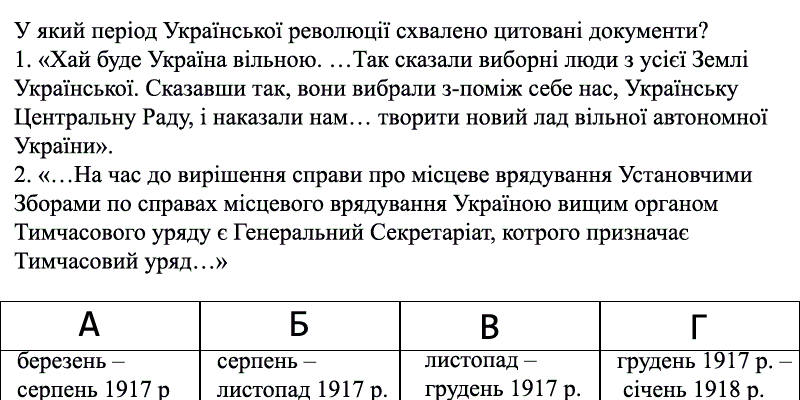 У який період Української революції схвалено цитовані документи?
1. «Хай буде Україна вільною. …Так сказали виборні люди з усієї Землі
Української. Сказавши так, вони вибрали з-поміж себе нас, Українську
Центральну Раду, і наказали нам… творити новий лад вільної автономної
України».
2. «…На час до вирішення справи про місцеве врядування Установчими
Зборами по справах місцевого врядування Україною вищим органом
Тимчасового уряду є Генеральний Секретаріат, котрого призначає
Тимчасовий уряд…»
А Б В Г
березень – серпень – листопад – грудень 1917 р. –
серпень 1917 р листопад 1917 р. грудень 1917 р. січень 1918 р.